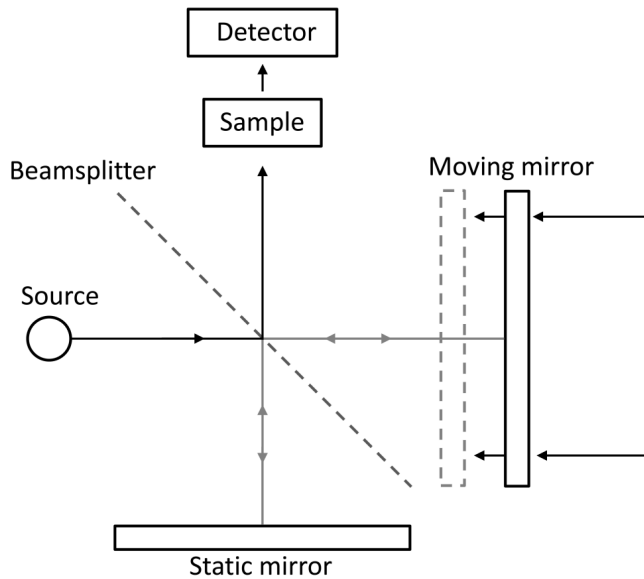 Detector
Sample
Beamsplitter
Moving mirror
Source
Static mirror